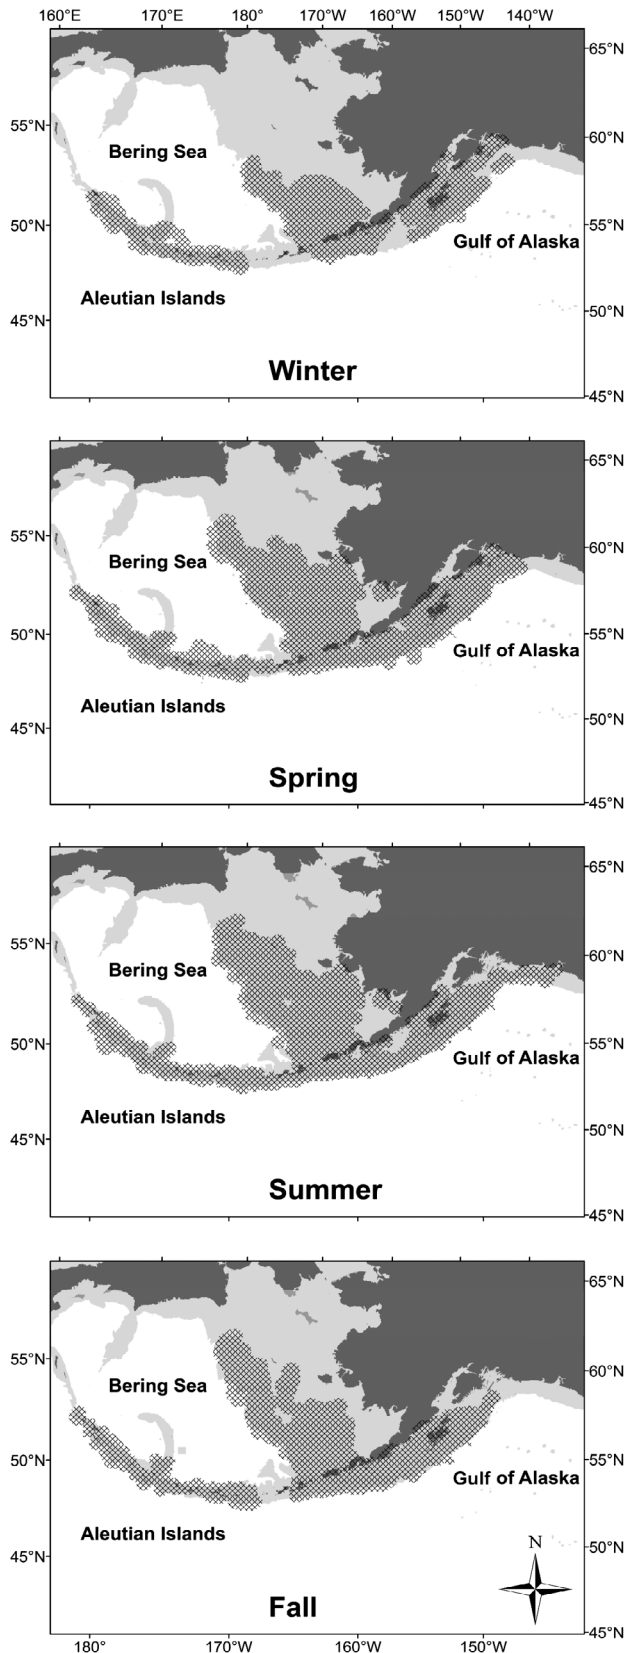 160°E 170°E 180° 170°W 160°W 150°W 140°W
65°N
55°N 60°N
Bering Sea
50°N 55°N
Gulf of Alaska
Aleutian Islands
45°N 50°N
Winter
45°N
65°N
55°N 60°N
Bering Sea
50°N 55°N
Gulf of Alaska
Aleutian Islands
45°N 50°N
Spring
45°N
65°N
55°N 60°N
Bering Sea
50°N 55°N
Gulf of Alaska
Aleutian Islands
45°N 50°N
Summer
45°N
65°N
55°N 60°N
Bering Sea
50°N 55°N
Gulf of Alaska
Aleutian Islands
45°N 50°N
N
Fall
45°N
180° 170°W 160°W 150°W